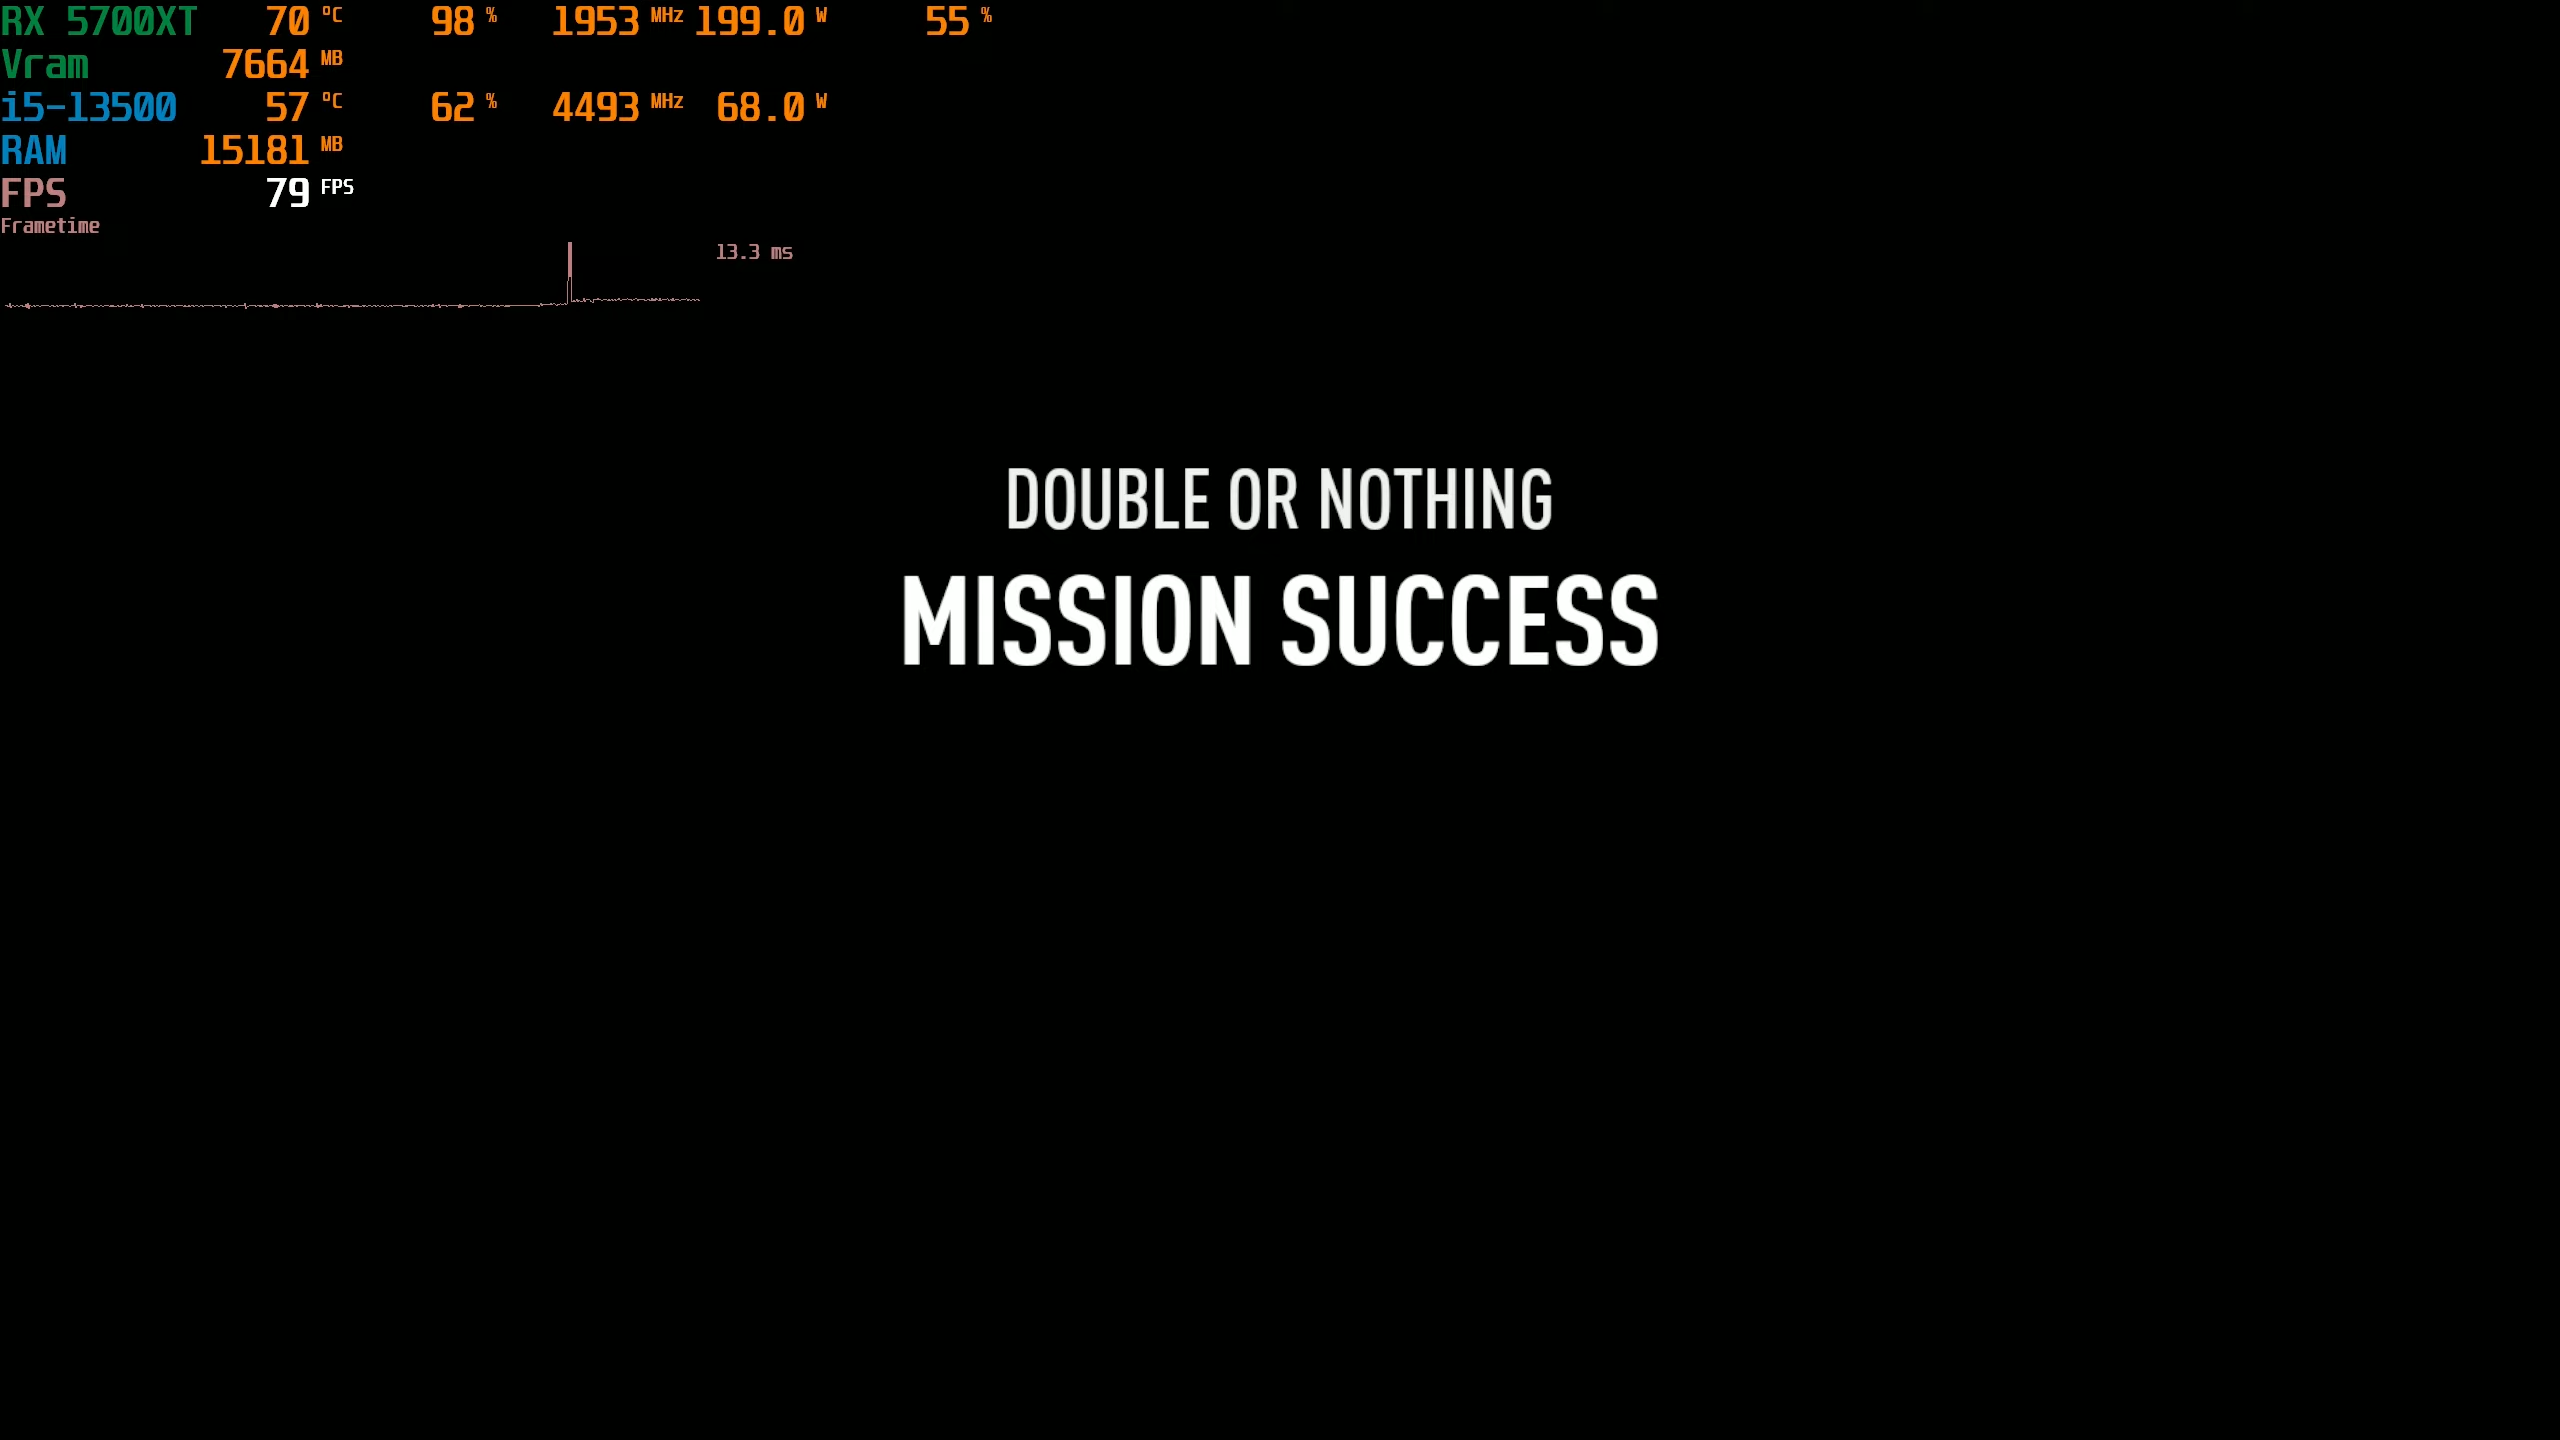 RX 5700XT 70 °C 98 % 1953 MHz 199.0 W 55 %
Vram 7664 MB
i5-13500 57 °C 62 % 4493 MHz 68.0 W
RAM 15181 MB
FPS 79 FPS
Frametime
13.3 ms
DOUBLE OR NOTHING
MISSION SUCCESS